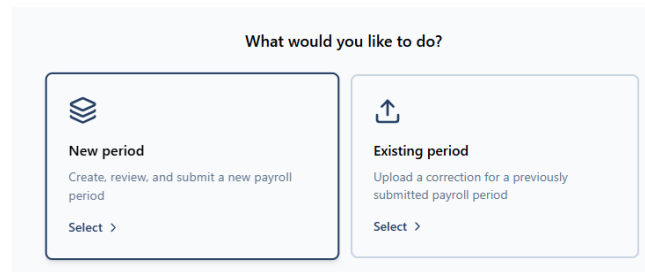 What would you like to do?
New period
Create, review, and submit a new payroll
period
Select
Existing period
Upload a correction for a previously
submitted payroll period
Select